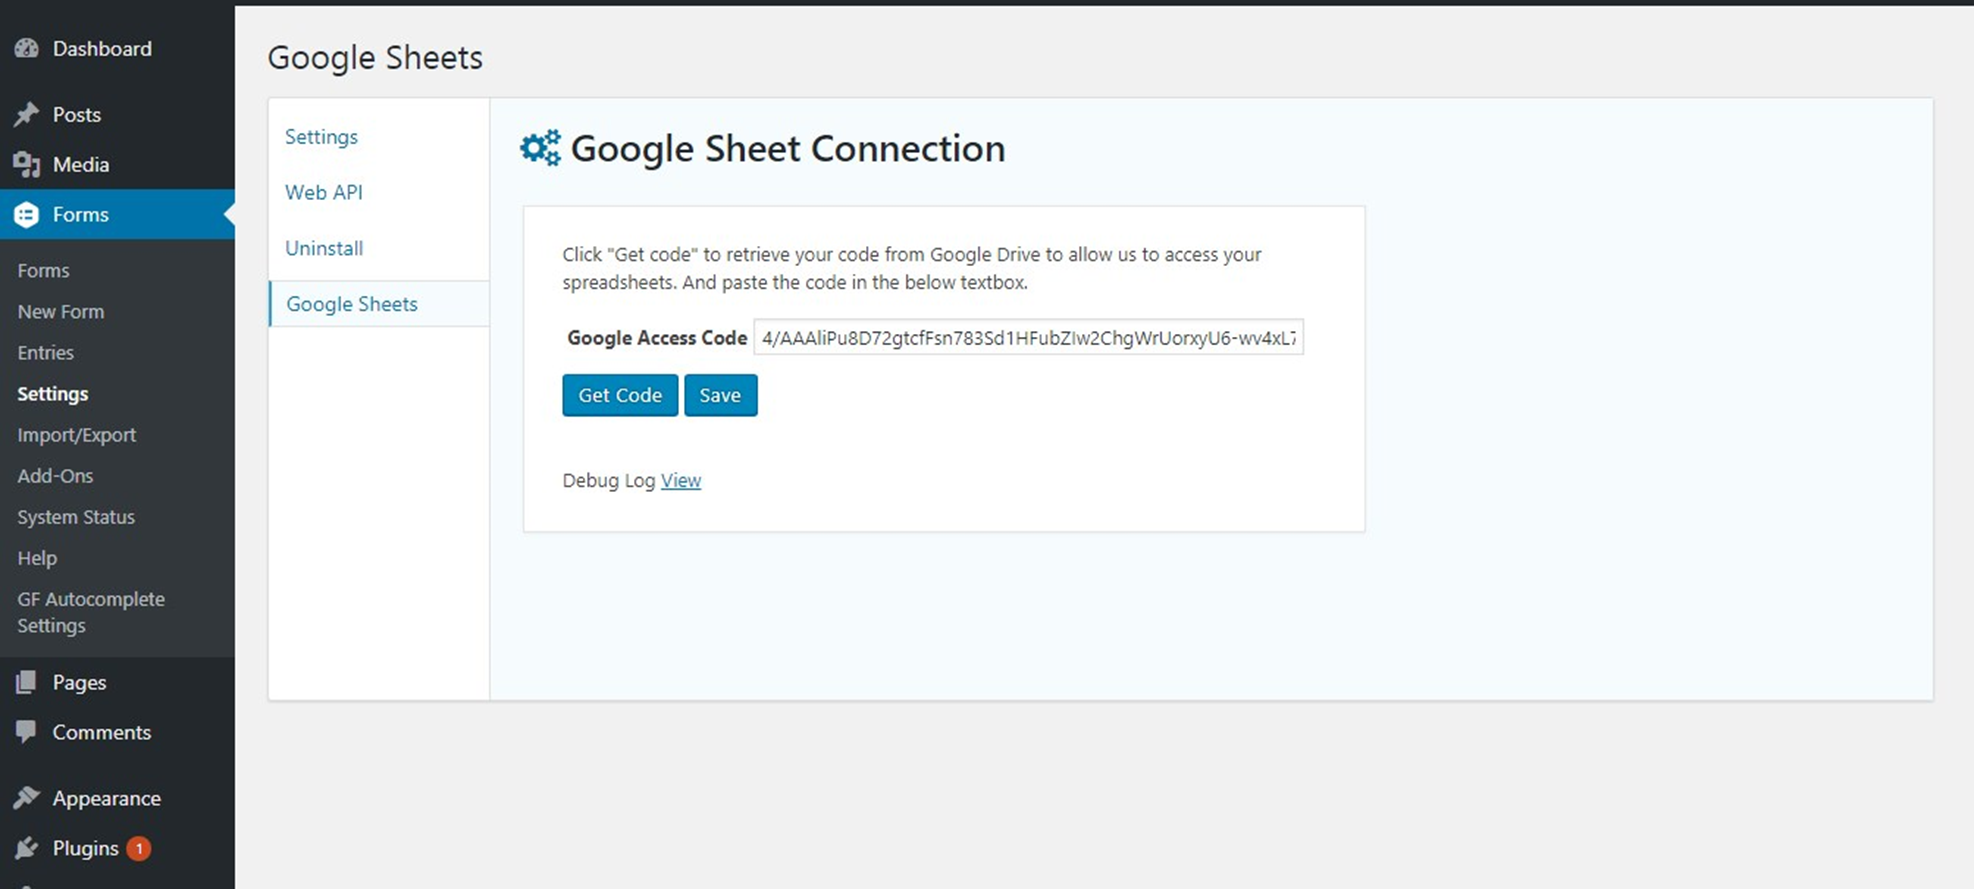 Dashboard
Posts
Media
Forms
Forms
New Form
Entries
Settings
Import/Export
Add-Ons
System Status
Help
GF Autocomplete
Settings
Pages
Comments
Appearance
Plugins 1
Google Sheets
Settings
Web API
Uninstall
Google Sheets
Google Sheet Connection
Click "Get code" to retrieve your code from Google Drive to allow us to access your
spreadsheets. And paste the code in the below textbox.
Google Access Code 4/AAAliPu8D72gtcfFsn783Sd1HFubZIw2ChgWrUorxyU6-wv4xL7
Get Code Save
Debug Log View